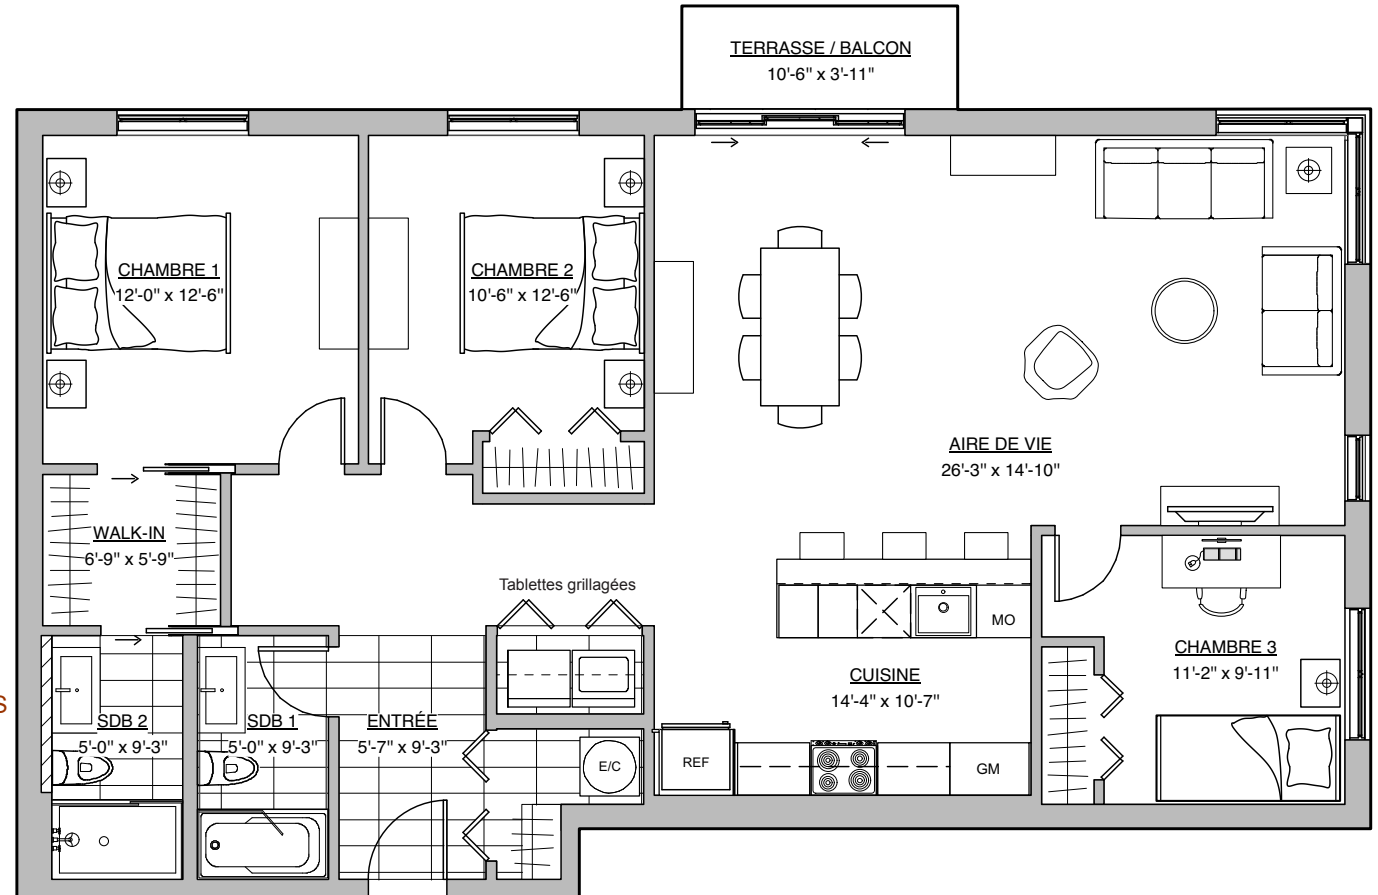 TERRASSE / BALCON
10'-6" x 3'-11"
CHAMBRE 1
12'-0" x 12'-6"
CHAMBRE 2
10'-6" x 12'-6"
AIRE DE VIE
26'-3" x 14'-10"
WALK-IN
6'-9" x 5'-9"
Tablettes grillagées
MO
CHAMBRE 3
11'-2" x 9'-11"
CUISINE
14'-4" x 10'-7"
S
SDB 2
5'-0" x 9'-3"
SDB 1
5'-0" x 9'-3"
ENTRÉE
5'-7" x 9'-3"
E/C
REF
GM